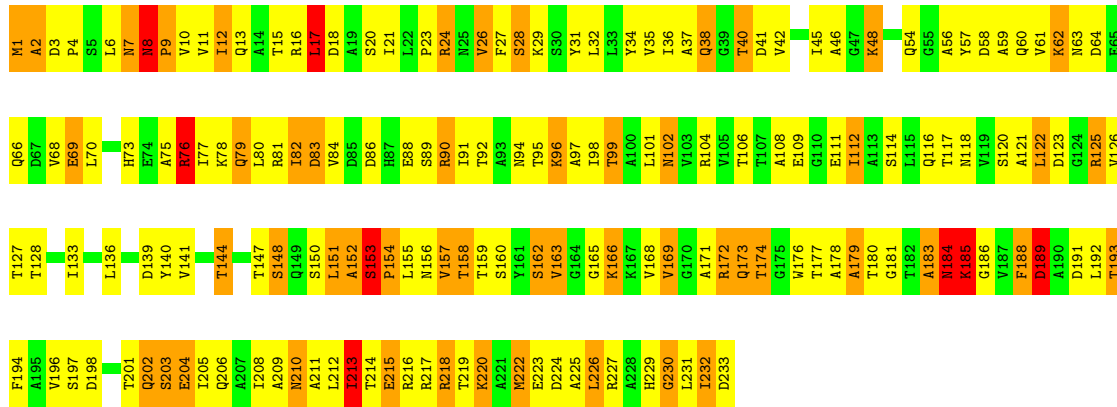 M1 A2 D3 P4 S5 L6 N7 N8 P9 V10 V11 I12 Q13 A14 T15 R16 L17 D18 A19 S20 I21 L22 P23 R24 N25 V26 F27 S28 K29 S30 Y31 L32 L33 Y34 V35 I36 A37 Q38 G39 T40 D41 V42 I45 A46 G47 K48 Q54 G55 A56 Y57 D58 A59 Q60 V61 K62 N63 D64 E65
Q66 D67 V68 E69 L70 H73 E74 A75 R76 I77 K78 Q79 L80 R81 I82 D83 V84 D85 D86 H87 E88 S89 R90 I91 T92 A93 N94 T95 K96 A97 I98 T99 A100 L101 N102 V103 R104 V105 T106 T107 A108 E109 G110 E111 I112 A113 S114 L115 Q116 T117 N118 V119 S120 A121 L122 D123 G124 R125 V126
T127 T128 T133 L136 D139 Y140 V141 T144 T147 S148 Q149 S150 L151 A152 S153 P154 L155 N156 V157 T158 T159 S160 Y161 S162 V163 G164 G165 K166 K167 V168 V169 G170 A171 R172 Q173 T174 G175 W176 T177 A178 A179 T180 G181 T182 A183 N184 K185 G186 V187 F188 D189 A190 D191 L192 T193
F194 A195 V196 S197 D198 T201 Q202 S203 E204 I205 Q206 A207 I208 A209 N210 A211 L212 I213 T214 E215 R216 R217 R218 T219 K220 A221 M222 E223 D224 A225 L226 R227 A228 H229 G230 L231 I232 D233